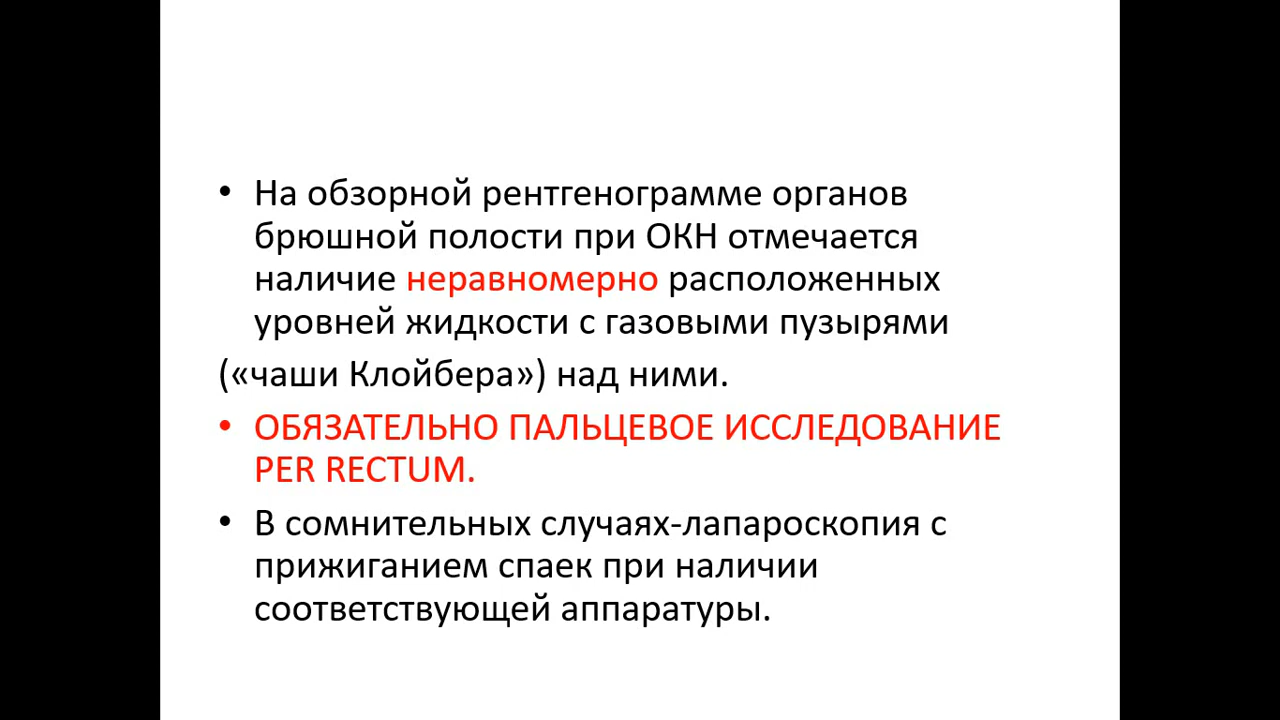 • На обзорной рентгенограмме органов
брюшной полости при ОКН отмечается
наличие неравномерно расположенных
уровней жидкости с газовыми пузырями
(«чаши Клойбера») над ними.
• ОБЯЗАТЕЛЬНО ПАЛЬЦЕВОЕ ИССЛЕДОВАНИЕ
PER RECTUM.
• В сомнительных случаях-лапароскопия с
прижиганием спаек при наличии
соответствующей аппаратуры.